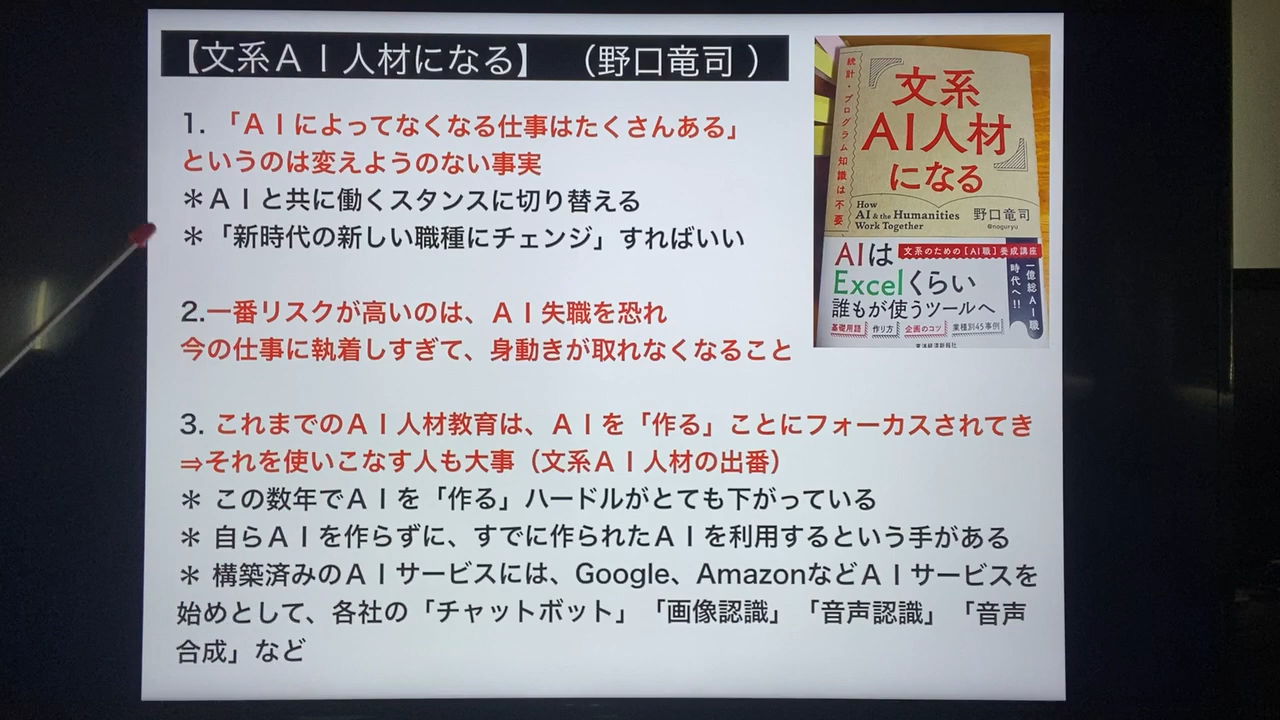 【文系ＡＩ人材になる】　（野口竜司 ）
1. 「ＡＩによってなくなる仕事はたくさんある」
というのは変えようのない事実
＊ＡＩと共に働くスタンスに切り替える
＊「新時代の新しい職種にチェンジ」すればいい
2.一番リスクが高いのは、ＡＩ失職を恐れ
今の仕事に執着しすぎて、身動きが取れなくなること
3. これまでのＡＩ人材教育は、ＡＩを「作る」ことにフォーカスされてき
⇒それを使いこなす人も大事（文系ＡＩ人材の出番）
＊ この数年でＡＩを「作る」ハードルがとても下がっている
＊ 自らＡＩを作らずに、すでに作られたＡＩを利用するという手がある
＊ 構築済みのＡＩサービスには、Google、AmazonなどＡＩサービスを
始めとして、各社の「チャットボット」「画像認識」「音声認識」「音声
合成」など
統計・プログラム知識は不要
文系
AI人材
になる
How
AI & the Humanities
Work Together
野口竜司
@noguryu
AIは
文系のための［AI職］養成講座
Excelくらい
誰もが使うツールへ
一億総AI職
時代へ!!
基礎用語
作り方
企画のコツ
業種別45事例
東洋経済新報社